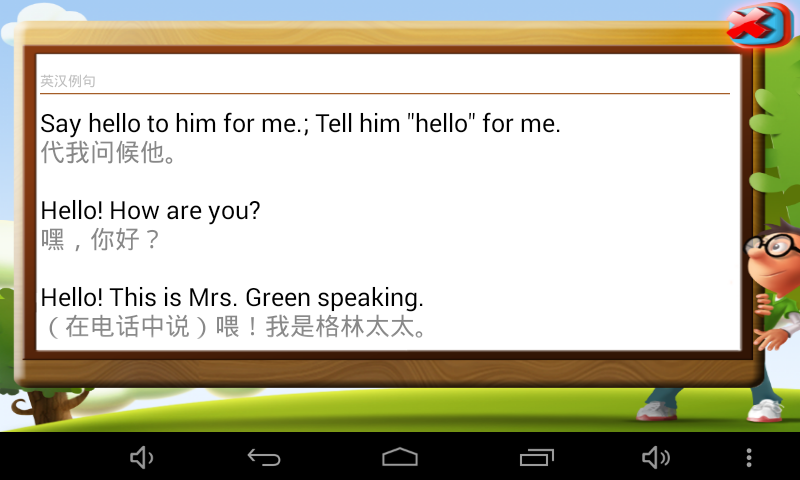 英汉例句
Say hello to him for me.; Tell him "hello" for me.
代我问候他。
Hello! How are you?
嘿，你好？
Hello! This is Mrs. Green speaking.
（在电话中说）喂！我是格林太太。